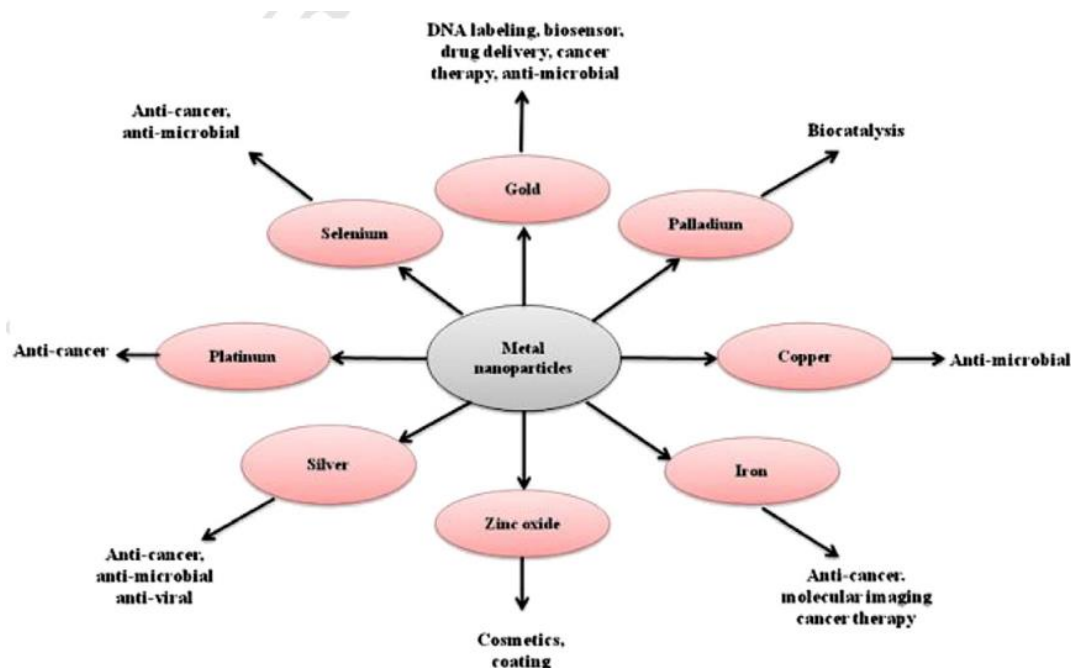 DNA labeling, biosensor,
drug delivery, cancer
therapy, anti-microbial
Anti-cancer,
anti-microbial
Biocatalysis
Gold
Selenium
Palladium
Anti-cancer
Platinum
Metal
nanoparticles
Copper
Anti-microbial
Silver
Iron
Zinc oxide
Anti-cancer,
anti-microbial
anti-viral
Anti-cancer,
molecular imaging
cancer therapy
Cosmetics,
coating